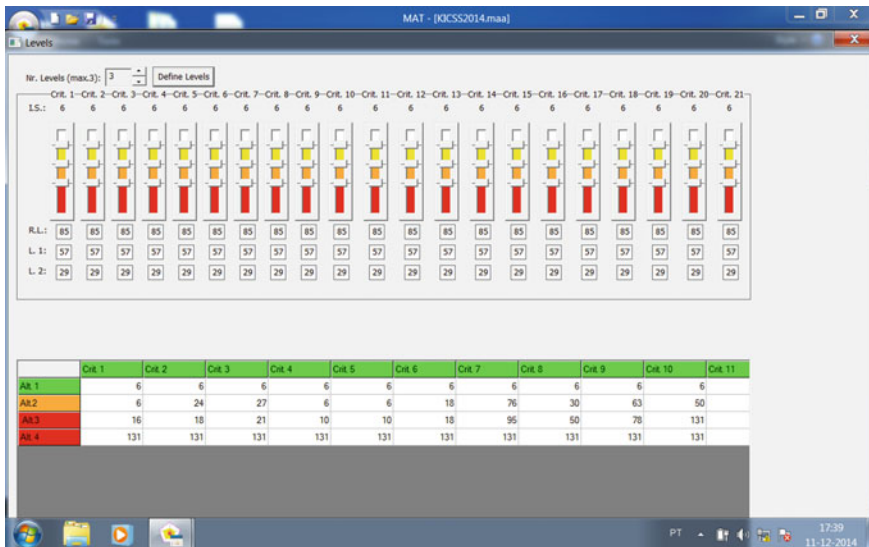 MAT - [KICSS2014.maa]
Levels
Nr. Levels (max.3): 3 Define Levels
Crit. 1 Crit. 2 Crit. 3 Crit. 4 Crit. 5 Crit. 6 Crit. 7 Crit. 8 Crit. 9 Crit. 10 Crit. 11 Crit. 12 Crit. 13 Crit. 14 Crit. 15 Crit. 16 Crit. 17 Crit. 18 Crit. 19 Crit. 20 Crit. 21
I.S.: 6 6 6 6 6 6 6 6 6 6 6 6 6 6 6 6 6 6 6 6 6
R.L.: 85 85 85 85 85 85 85 85 85 85 85 85 85 85 85 85 85 85 85 85 85
L. 1: 57 57 57 57 57 57 57 57 57 57 57 57 57 57 57 57 57 57 57 57 57
L. 2: 29 29 29 29 29 29 29 29 29 29 29 29 29 29 29 29 29 29 29 29 29
Crit. 1 Crit. 2 Crit. 3 Crit. 4 Crit. 5 Crit. 6 Crit. 7 Crit. 8 Crit. 9 Crit. 10 Crit. 11
Alt. 1 6 6 6 6 6 6 6 6 6 6
Alt.2 6 24 27 6 6 18 76 30 63 50
Alt.3 16 18 21 10 10 18 95 50 78 131
Alt. 4 131 131 131 131 131 131 131 131 131 131
PT 17:39
11-12-2014